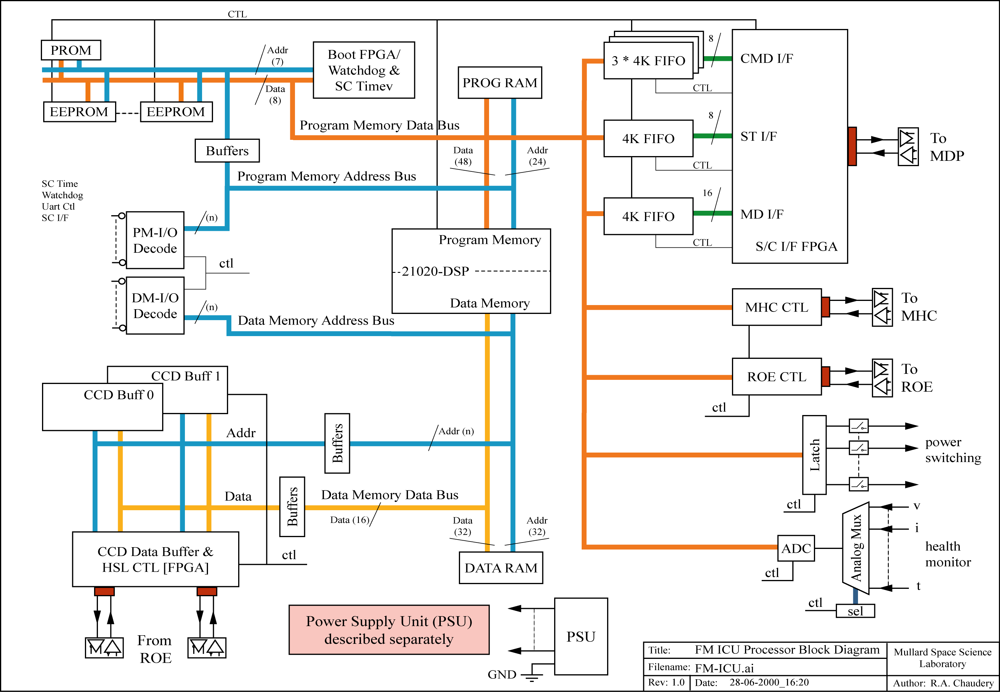 CTL
PROM
Addr
(7)
Boot FPGA/
Watchdog &
SC Timev
Data
(8)
EEPROM
EEPROM
PROG RAM
3 * 4K FIFO
8
CMD I/F
CTL
Program Memory Data Bus
4K FIFO
8
ST I/F
CTL
To
MDP
Buffers
Data
(48)
Addr
(24)
Program Memory Address Bus
SC Time
Watchdog
Uart Ctl
SC I/F
4K FIFO
16
MD I/F
CTL
S/C I/F FPGA
PM-I/O
Decode
(n)
ctl
Program Memory
21020-DSP
Data Memory
DM-I/O
Decode
(n)
Data Memory Address Bus
MHC CTL
To
MHC
ROE CTL
To
ROE
ctl
CCD Buff 1
CCD Buff 0
Addr
Buffers
Addr (n)
Latch
power
switching
ctl
Data
Buffers
Data Memory Data Bus
Data (16)
Data
(32)
Addr
(32)
v
i
health
monitor
t
Analog Mux
ADC
ctl
ctl
sel
CCD Data Buffer &
HSL CTL [FPGA]
ctl
DATA RAM
From
ROE
Power Supply Unit (PSU)
described separately
PSU
GND
Title: FM ICU Processor Block Diagram
Filename: FM-ICU.ai
Rev: 1.0 Date: 28-06-2000_16:20
Mullard Space Science
Laboratory
Author: R.A. Chaudery